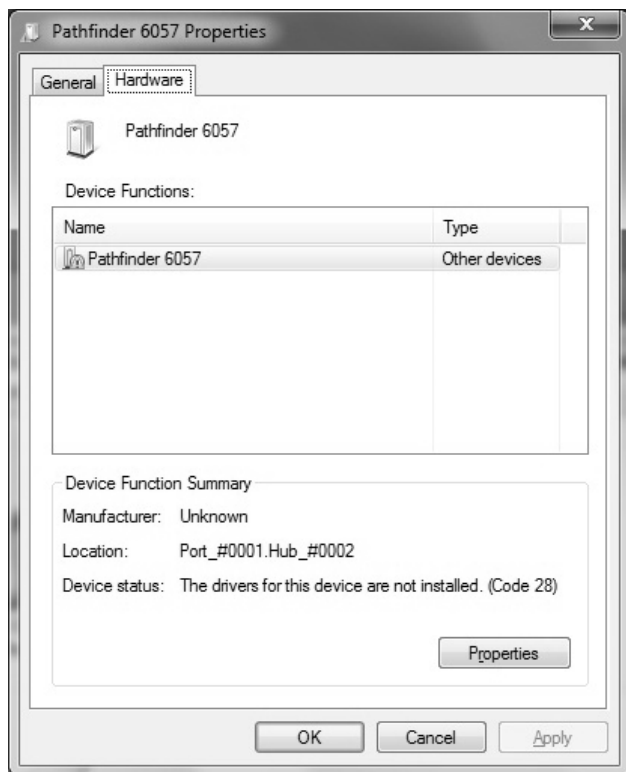 Pathfinder 6057 Properties
General Hardware
Pathfinder 6057
Device Functions:
Name Type
Pathfinder 6057 Other devices
Device Function Summary
Manufacturer: Unknown
Location: Port_#0001.Hub_#0002
Device status: The drivers for this device are not installed. (Code 28)
Properties
OK Cancel Apply